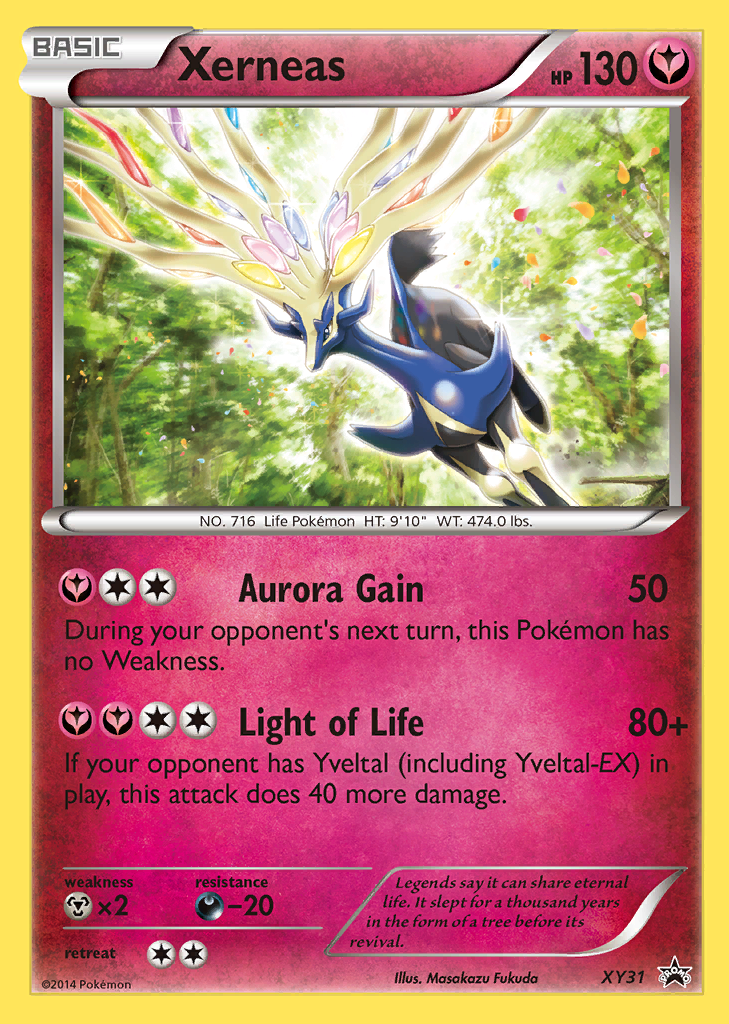 BASIC
Xerneas
HP 130
NO. 716 Life Pokémon HT: 9'10" WT: 474.0 lbs.
Aurora Gain 50
During your opponent's next turn, this Pokémon has
no Weakness.
Light of Life 80+
If your opponent has Yveltal (including Yveltal-EX) in
play, this attack does 40 more damage.
weakness resistance
×2 -20
retreat
Legends say it can share eternal
life. It slept for a thousand years
in the form of a tree before its
revival.
©2014 Pokémon
Illus. Masakazu Fukuda
XY31
PROMO